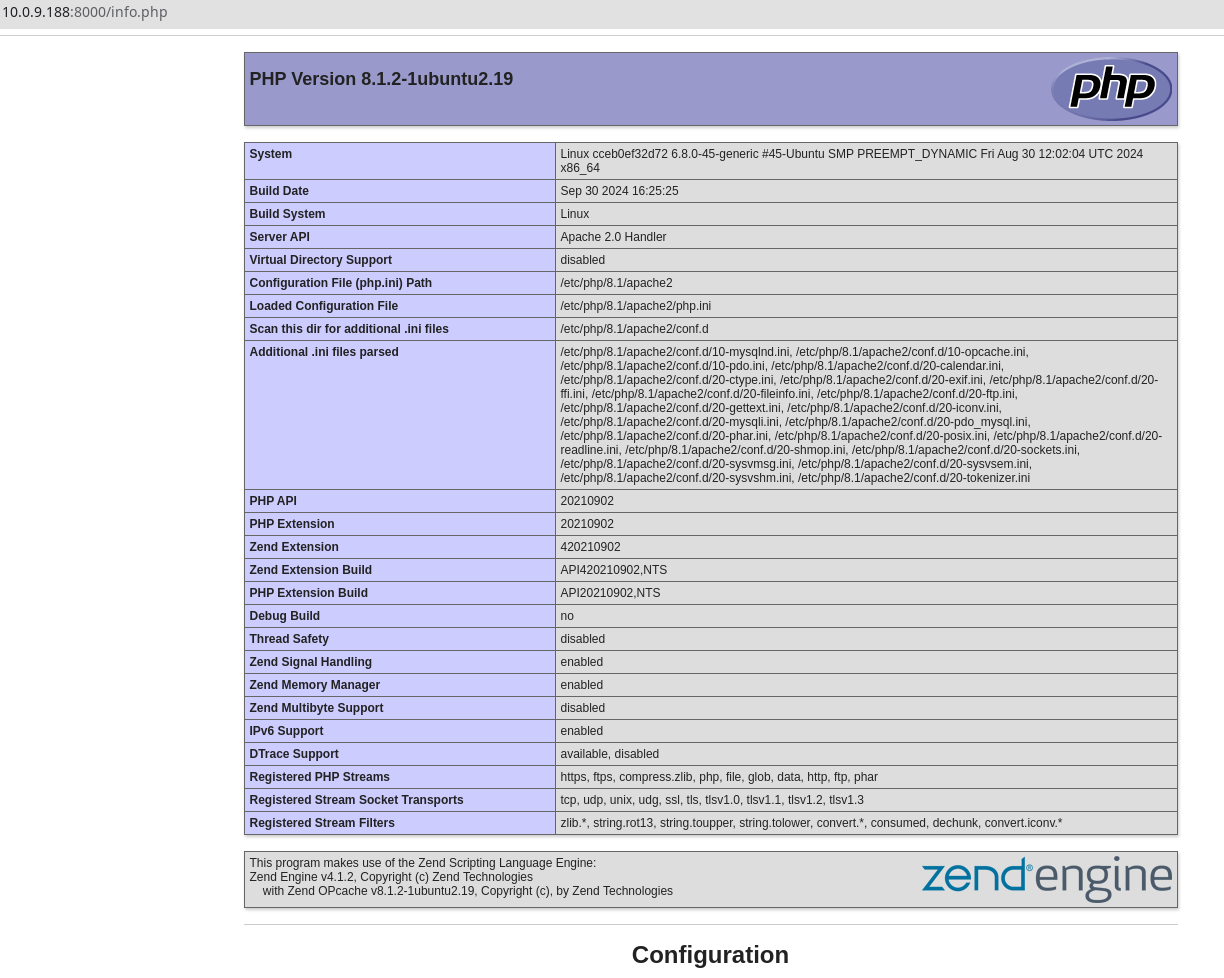 10.0.9.188:8000/info.php
PHP Version 8.1.2-1ubuntu2.19
php
System Linux cceb0ef32d72 6.8.0-45-generic #45-Ubuntu SMP PREEMPT_DYNAMIC Fri Aug 30 12:02:04 UTC 2024
x86_64
Build Date Sep 30 2024 16:25:25
Build System Linux
Server API Apache 2.0 Handler
Virtual Directory Support disabled
Configuration File (php.ini) Path /etc/php/8.1/apache2
Loaded Configuration File /etc/php/8.1/apache2/php.ini
Scan this dir for additional .ini files /etc/php/8.1/apache2/conf.d
Additional .ini files parsed /etc/php/8.1/apache2/conf.d/10-mysqlnd.ini, /etc/php/8.1/apache2/conf.d/10-opcache.ini,
/etc/php/8.1/apache2/conf.d/10-pdo.ini, /etc/php/8.1/apache2/conf.d/20-calendar.ini,
/etc/php/8.1/apache2/conf.d/20-ctype.ini, /etc/php/8.1/apache2/conf.d/20-exif.ini, /etc/php/8.1/apache2/conf.d/20-
ffi.ini, /etc/php/8.1/apache2/conf.d/20-fileinfo.ini, /etc/php/8.1/apache2/conf.d/20-ftp.ini,
/etc/php/8.1/apache2/conf.d/20-gettext.ini, /etc/php/8.1/apache2/conf.d/20-iconv.ini,
/etc/php/8.1/apache2/conf.d/20-mysqli.ini, /etc/php/8.1/apache2/conf.d/20-pdo_mysql.ini,
/etc/php/8.1/apache2/conf.d/20-phar.ini, /etc/php/8.1/apache2/conf.d/20-posix.ini, /etc/php/8.1/apache2/conf.d/20-
readline.ini, /etc/php/8.1/apache2/conf.d/20-shmop.ini, /etc/php/8.1/apache2/conf.d/20-sockets.ini,
/etc/php/8.1/apache2/conf.d/20-sysvmsg.ini, /etc/php/8.1/apache2/conf.d/20-sysvsem.ini,
/etc/php/8.1/apache2/conf.d/20-sysvshm.ini, /etc/php/8.1/apache2/conf.d/20-tokenizer.ini
PHP API 20210902
PHP Extension 20210902
Zend Extension 420210902
Zend Extension Build API420210902,NTS
PHP Extension Build API20210902,NTS
Debug Build no
Thread Safety disabled
Zend Signal Handling enabled
Zend Memory Manager enabled
Zend Multibyte Support disabled
IPv6 Support enabled
DTrace Support available, disabled
Registered PHP Streams https, ftps, compress.zlib, php, file, glob, data, http, ftp, phar
Registered Stream Socket Transports tcp, udp, unix, udg, ssl, tls, tlsv1.0, tlsv1.1, tlsv1.2, tlsv1.3
Registered Stream Filters zlib.*, string.rot13, string.toupper, string.tolower, convert.*, consumed, dechunk, convert.iconv.*
This program makes use of the Zend Scripting Language Engine:
Zend Engine v4.1.2, Copyright (c) Zend Technologies
with Zend OPcache v8.1.2-1ubuntu2.19, Copyright (c), by Zend Technologies
zend® engine
Configuration